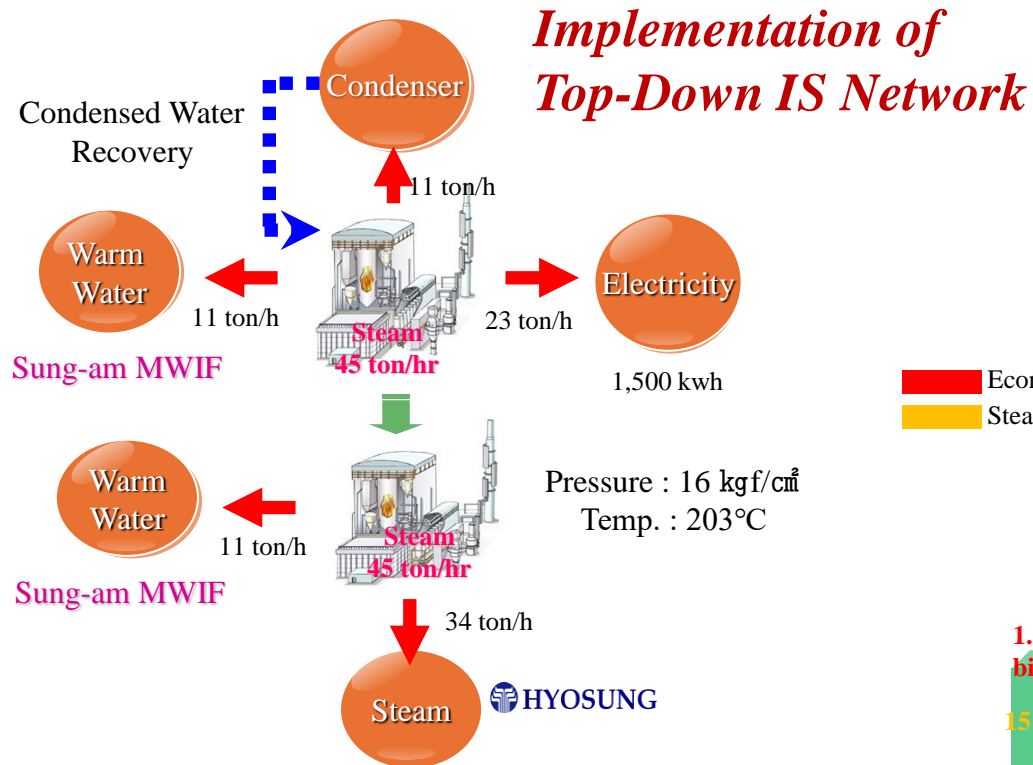 Implementation of
Top-Down IS Network
Condenser
Condensed Water
Recovery
11 ton/h
Warm
Water
11 ton/h
Sung-am MWIF
Steam
45 ton/hr
Electricity
23 ton/h
1,500 kwh
Warm
Water
11 ton/h
Sung-am MWIF
Steam
45 ton/hr
Pressure : 16 kgf/㎠
Temp. : 203℃
34 ton/h
Steam
HYOSUNG